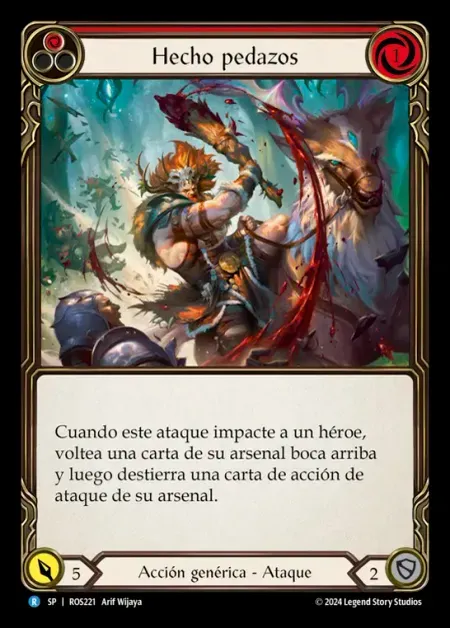 Hecho pedazos
1
Cuando este ataque impacte a un héroe,
voltea una carta de su arsenal boca arriba
y luego destierra una carta de acción de
ataque de su arsenal.
5
Acción genérica - Ataque
2
R SP | ROS221 Arif Wijaya
© 2024 Legend Story Studios